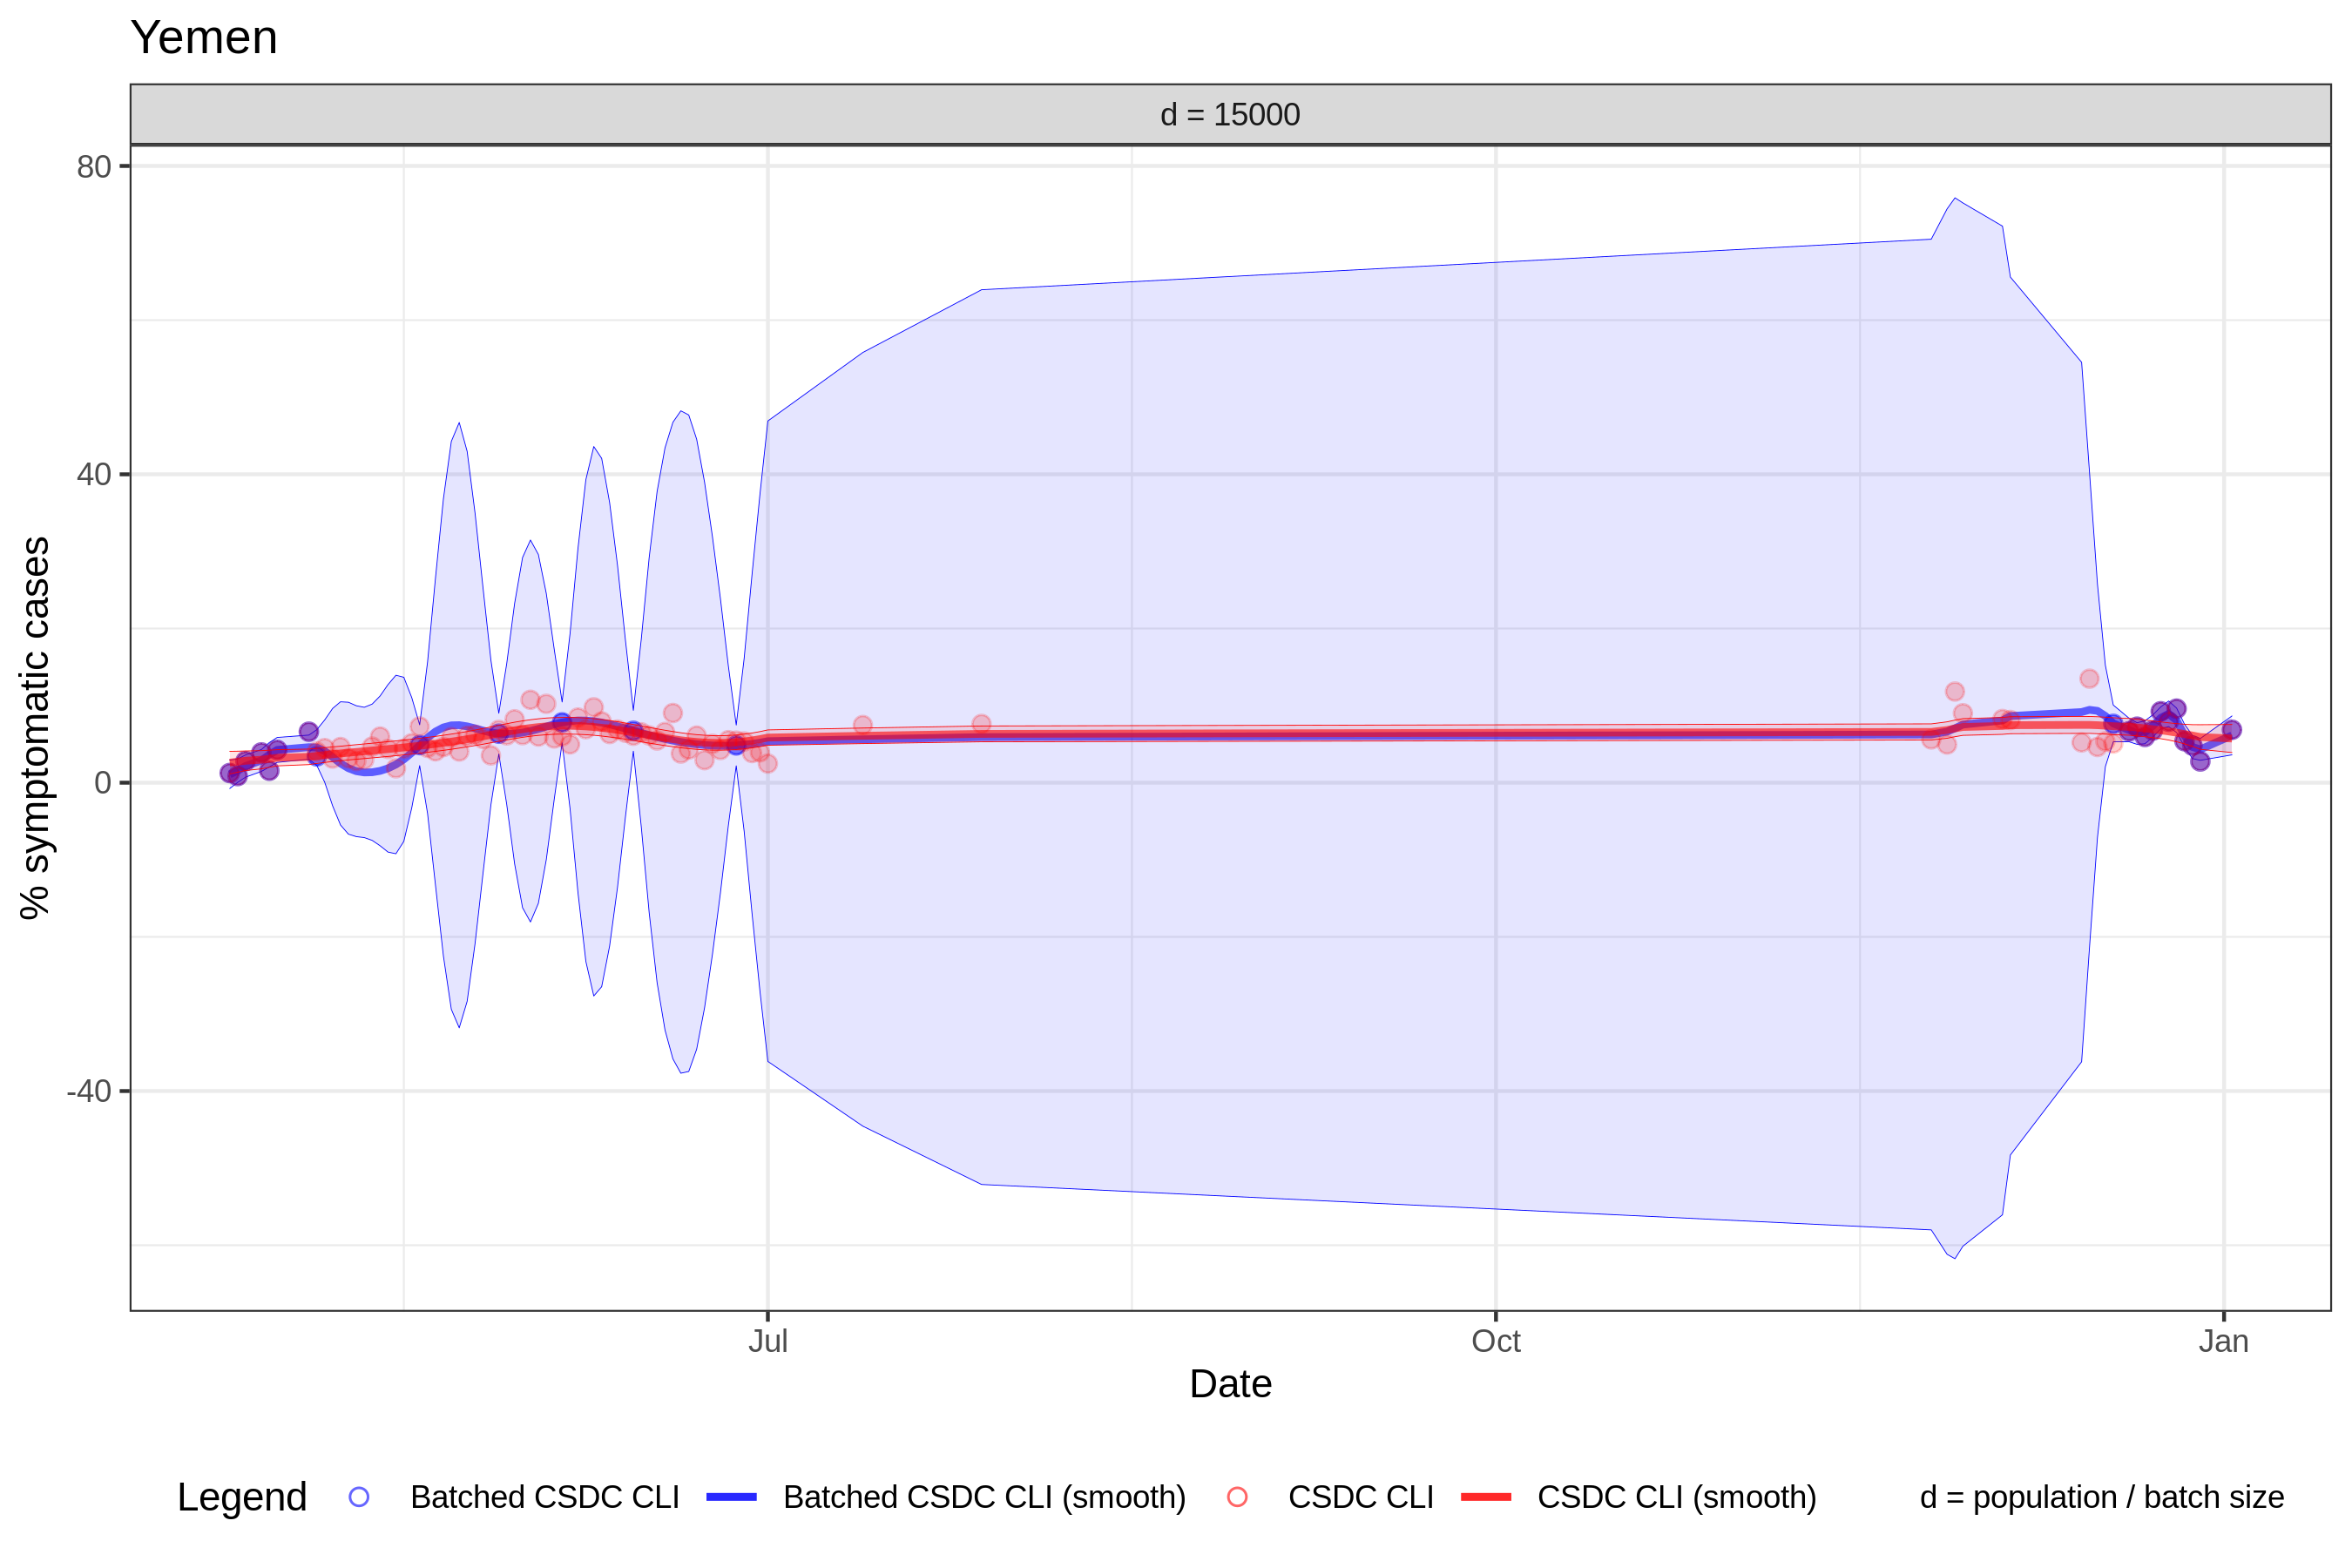 Yemen
d = 15000
80
40
0
-40
% symptomatic cases
Jul
Oct
Jan
Date
Legend
Batched CSDC CLI
Batched CSDC CLI (smooth)
CSDC CLI
CSDC CLI (smooth)
d = population / batch size